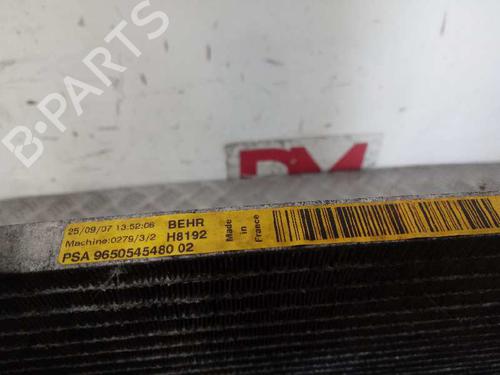 B-PARTS
25/09/07 13:52:06 BEHR
Machine:0279/3/2 H8192
PSA 9650545480 02
Made
in
France